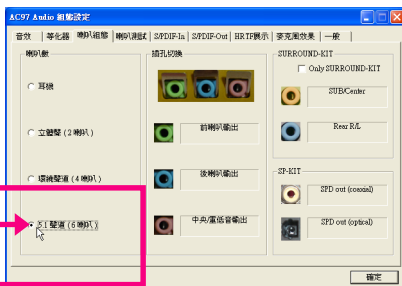 AC97 Audio 組態設定
音效 等化器 喇叭組態 喇叭測試 S/PDIF-In S/PDIF-Out HRTF展示 麥克風效果 一般
喇叭數
耳機
立體聲 (2 喇叭)
環繞聲道 (4 喇叭)
5.1 聲道 (6 喇叭)
插孔切換
前喇叭輸出
後喇叭輸出
中央/重低音輸出
SURROUND-KIT
Only SURROUND-KIT
SUB/Center
Rear R/L
SP-KIT
SPD out (coaxial)
SPD out (optical)
確定